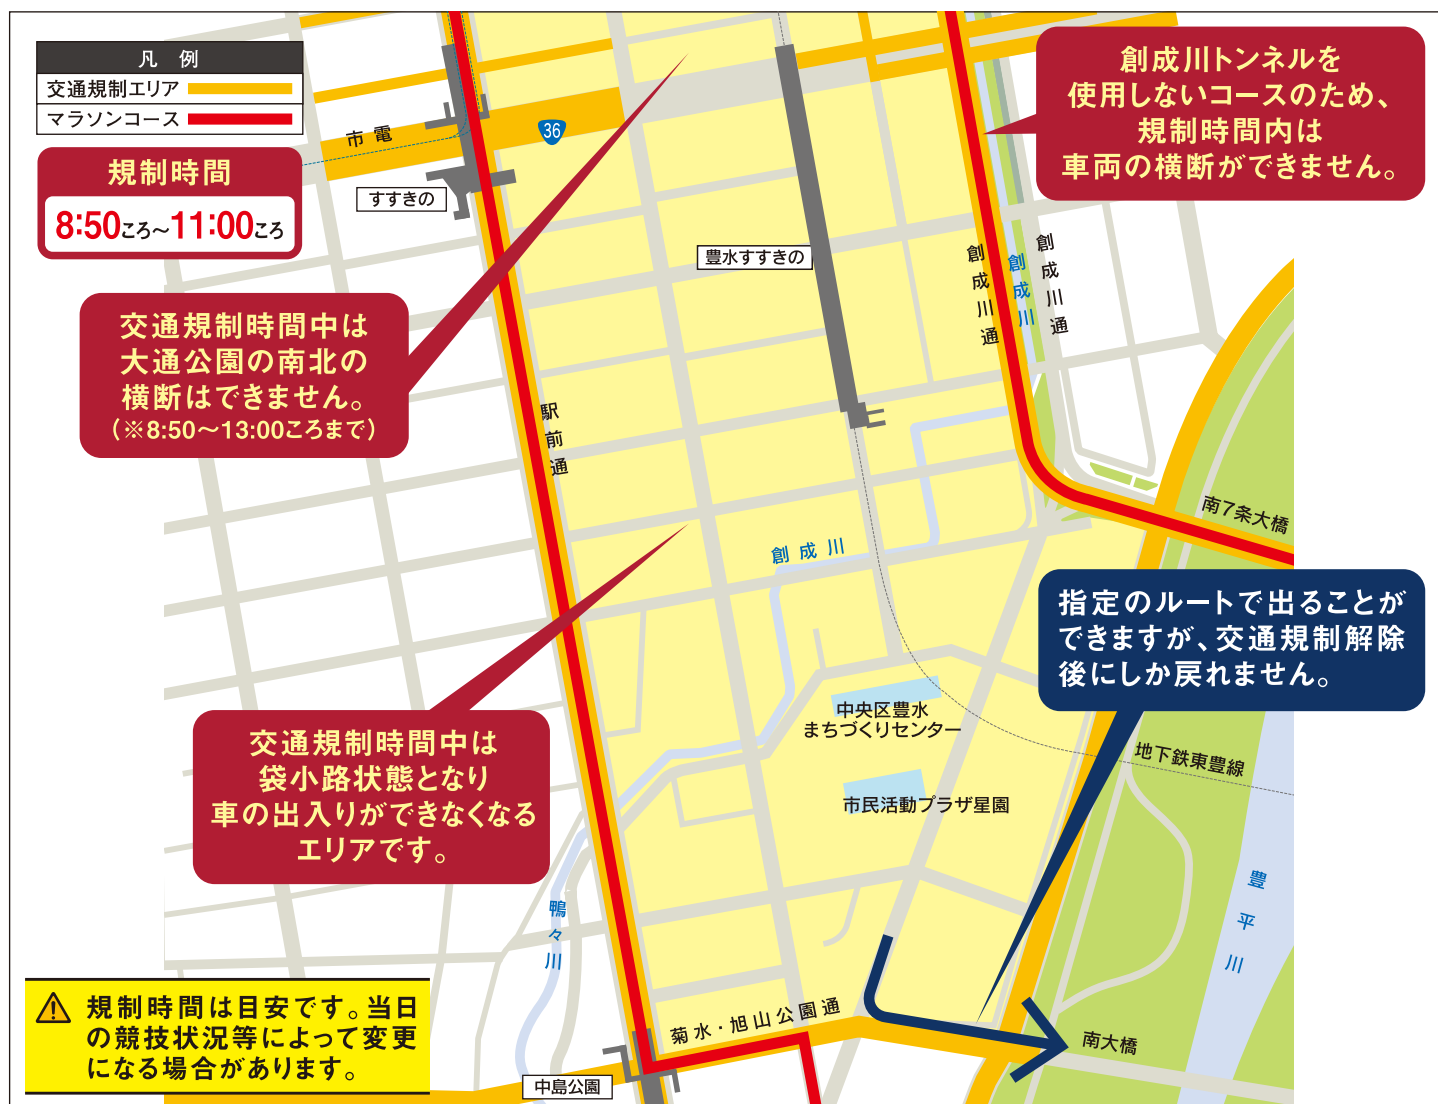 凡 例
交通規制エリア
マラソンコース
規制時間
8:50ころ～11:00ころ
市電
36
すすきの
豊水すすきの
創成川トンネルを
使用しないコースのため、
規制時間内は
車両の横断ができません。
交通規制時間中は
大通公園の南北の
横断はできません。
(※8:50～13:00ころまで)
創成川通
創成川
創成川通
駅前通
南7条大橋
創成川
指定のルートで出ることが
できますが、交通規制解除
後にしか戻れません。
中央区豊水
まちづくりセンター
地下鉄東豊線
市民活動プラザ星園
交通規制時間中は
袋小路状態となり
車の出入りができなくなる
エリアです。
鴨々川
豊平川
規制時間は目安です。当日
の競技状況等によって変更
になる場合があります。
菊水・旭山公園通
南大橋
中島公園